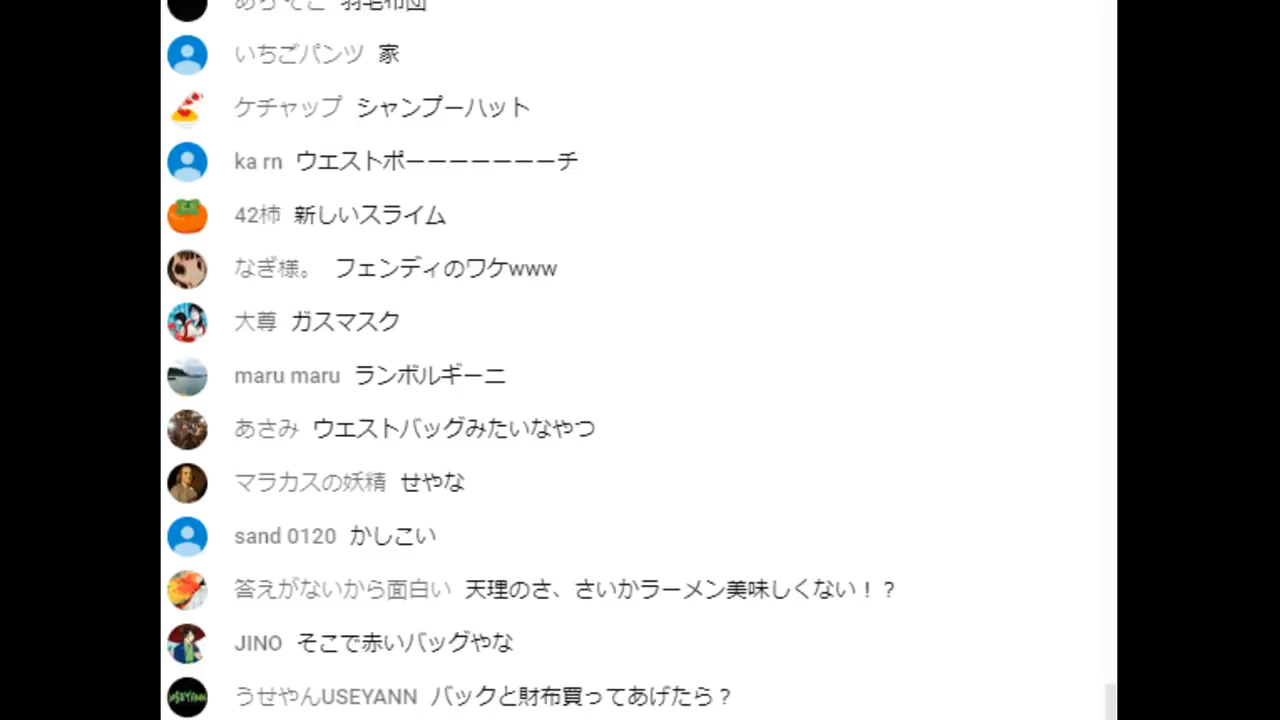 いちごパンツ 家
ケチャップ シャンプーハット
ka rn ウエストポーーーーーーーチ
42柿 新しいスライム
なぎ様。 フェンディのワケwww
大尊 ガスマスク
maru maru ランボルギーニ
あさみ ウエストバッグみたいなやつ
マラカスの妖精 せやな
sand 0120 かしこい
答えがないから面白い 天理のさ、さいかラーメン美味しくない！？
JINO そこで赤いバッグやな
USEYANN うせやんUSEYANN バックと財布買ってあげたら？